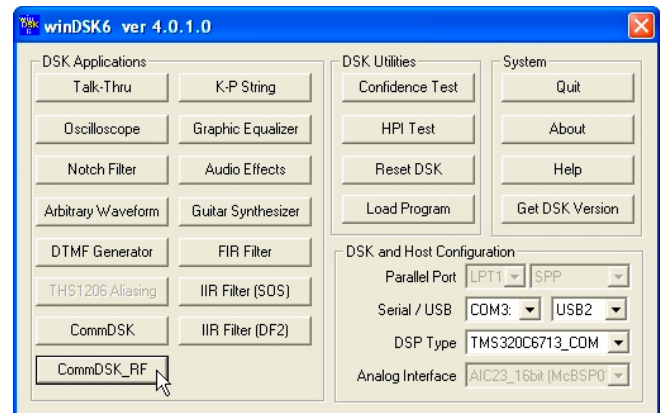 winDSK6 ver 4.0.1.0
DSK Applications
Talk-Thru
K-P String
Oscilloscope
Graphic Equalizer
Notch Filter
Audio Effects
Arbitrary Waveform
Guitar Synthesizer
DTMF Generator
FIR Filter
THS1206 Aliasing
IIR Filter (SOS)
CommDSK
IIR Filter (DF2)
CommDSK_RF
DSK Utilities
Confidence Test
HPI Test
Reset DSK
Load Program
System
Quit
About
Help
Get DSK Version
DSK and Host Configuration
Parallel Port LPT1 SPP
Serial / USB COM3: USB2
DSP Type TMS320C6713_COM
Analog Interface AIC23_16bit (McBSP0